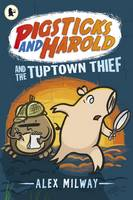 PIGSTICKS
AND HAROLD
AND THE TUPTOWN THIEF
ALEX MILWAY